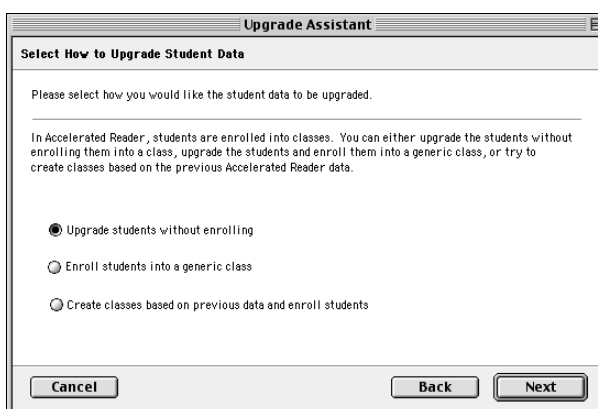 Upgrade Assistant
Select How to Upgrade Student Data
Please select how you would like the student data to be upgraded.
In Accelerated Reader, students are enrolled into classes. You can either upgrade the students without
enrolling them into a class, upgrade the students and enroll them into a generic class, or try to
create classes based on the previous Accelerated Reader data.
Upgrade students without enrolling
Enroll students into a generic class
Create classes based on previous data and enroll students
Cancel
Back
Next